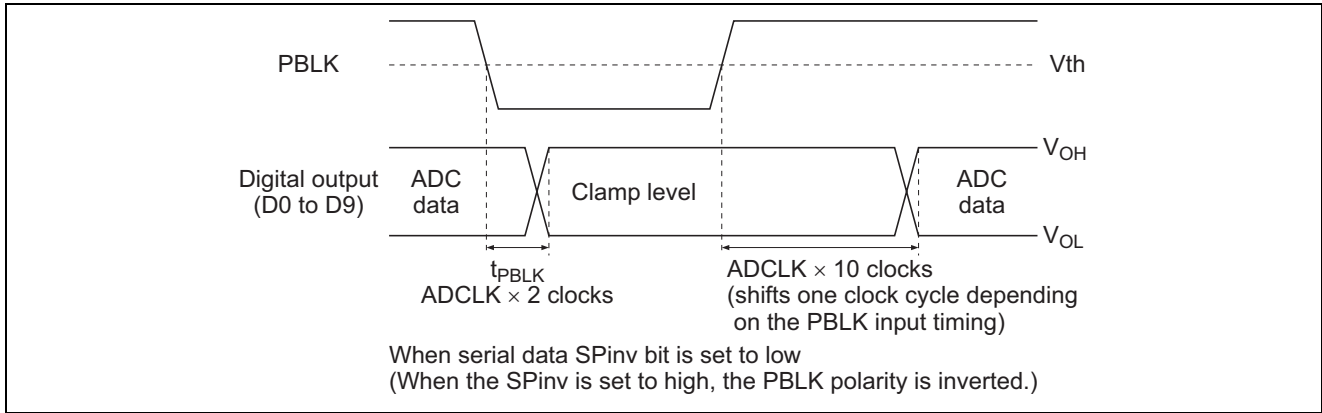 PBLK
Vth
Digital output
(D0 to D9)
ADC
data
Clamp level
ADC
data
VOH
VOL
tPBLK
ADCLK × 2 clocks
ADCLK × 10 clocks
(shifts one clock cycle depending
on the PBLK input timing)
When serial data SPinv bit is set to low
(When the SPinv is set to high, the PBLK polarity is inverted.)